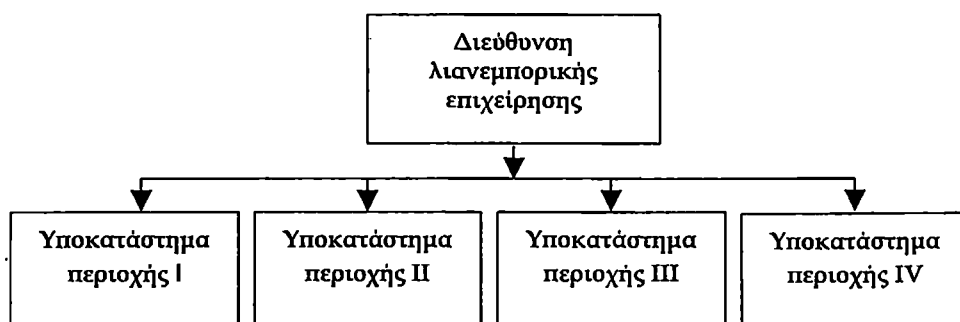 Διεύθυνση
λιανεμπορικής
επιχείρησης
Υποκατάστημα
περιοχής I
Υποκατάστημα
περιοχής II
Υποκατάστημα
περιοχής III
Υποκατάστημα
περιοχής IV